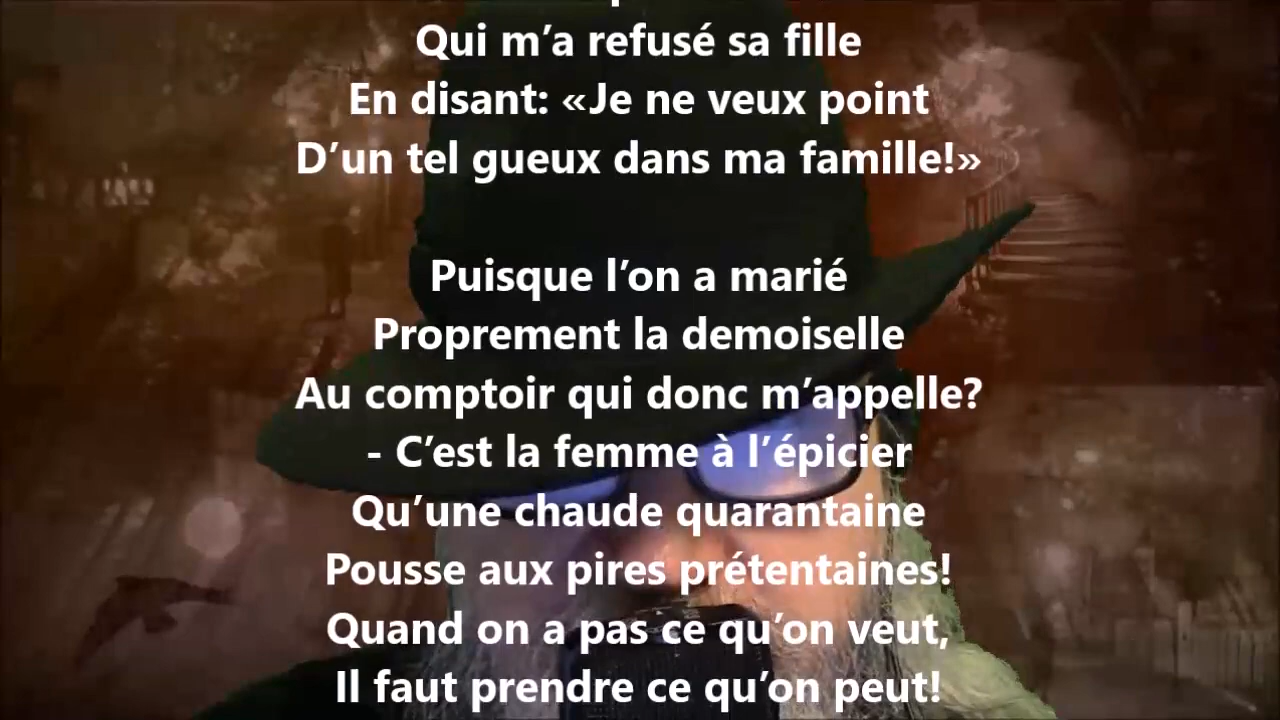 Qui m’a refusé sa fille
En disant: «Je ne veux point
D’un tel gueux dans ma famille!»
Puisque l’on a marié
Proprement la demoiselle
Au comptoir qui donc m’appelle?
- C’est la femme à l’épicier
Qu’une chaude quarantaine
Pousse aux pires prétentaines!
Quand on a pas ce qu’on veut,
Il faut prendre ce qu’on peut!